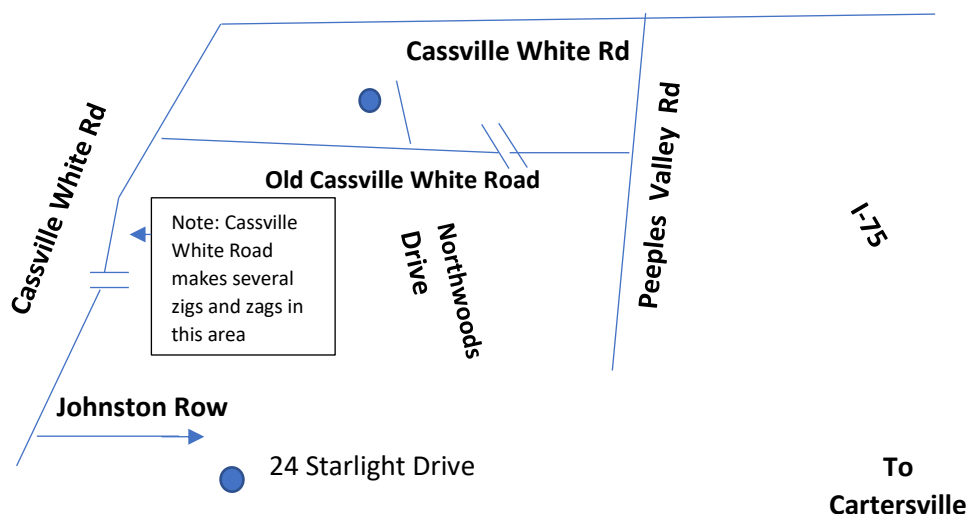 Cassville White Rd
Cassville White Rd
Old Cassville White Road
Peeples Valley Rd
I-75
Note: Cassville
White Road
makes several
zigs and zags in
this area
Northwoods
Drive
Johnston Row
24 Starlight Drive
To
Cartersville